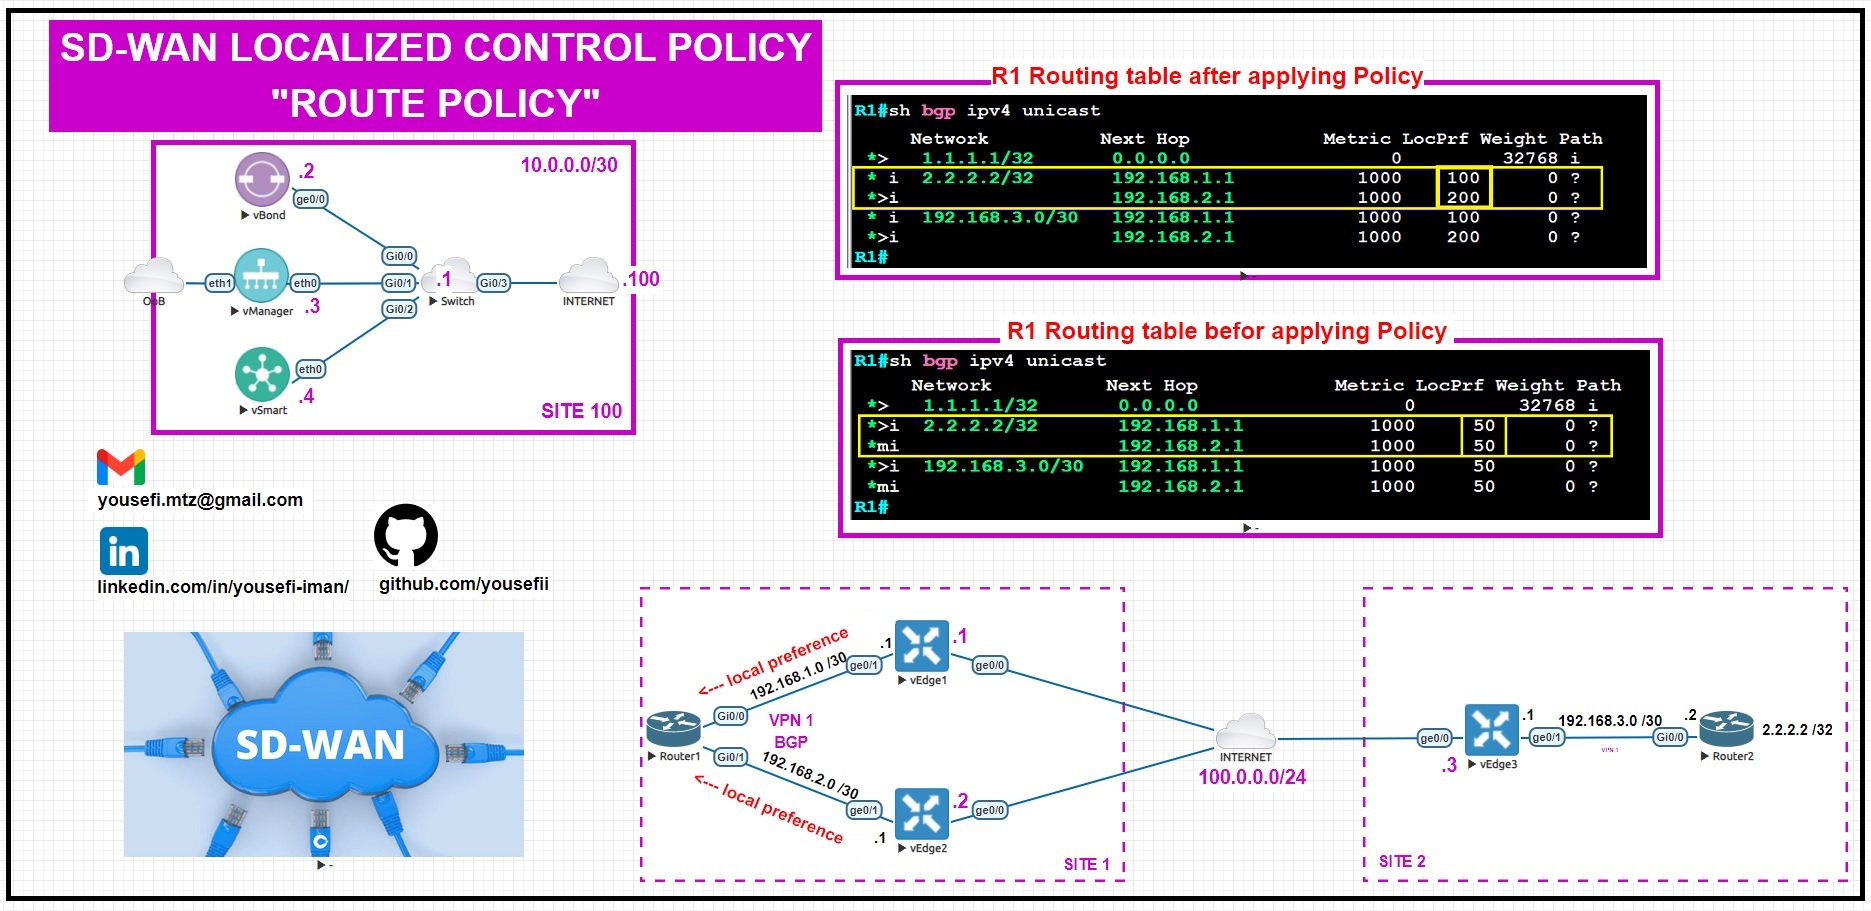 SD-WAN LOCALIZED CONTROL POLICY
"ROUTE POLICY"
10.0.0.0/30
.2
ge0/0
vBond
Gi0/0
OoB
eth1
eth0
vManager
.3
Gi0/1
.1
Switch
Gi0/3
INTERNET
.100
Gi0/2
eth0
vSmart
.4
SITE 100
R1 Routing table after applying Policy
R1#sh bgp ipv4 unicast
Network Next Hop Metric LocPrf Weight Path
*> 1.1.1.1/32 0.0.0.0 0 32768 i
* i 2.2.2.2/32 192.168.1.1 1000 100 0 ?
*>i 192.168.2.1 1000 200 0 ?
* i 192.168.3.0/30 192.168.1.1 1000 100 0 ?
*>i 192.168.2.1 1000 200 0 ?
R1#
-
R1 Routing table befor applying Policy
R1#sh bgp ipv4 unicast
Network Next Hop Metric LocPrf Weight Path
*> 1.1.1.1/32 0.0.0.0 0 32768 i
*>i 2.2.2.2/32 192.168.1.1 1000 50 0 ?
*mi 192.168.2.1 1000 50 0 ?
*>i 192.168.3.0/30 192.168.1.1 1000 50 0 ?
*mi 192.168.2.1 1000 50 0 ?
R1#
-
yousefi.mtz@gmail.com
in
linkedin.com/in/yousefi-iman/
github.com/yousefii
SD-WAN
-
<--- local preference
192.168.1.0 /30
.1
ge0/1
.1
vEdge1
ge0/0
Gi0/0
VPN 1
BGP
Router1
Gi0/1
192.168.2.0 /30
<--- local preference
ge0/1
.1
.2
vEdge2
ge0/0
SITE 1
INTERNET
100.0.0.0/24
ge0/0
.3
vEdge3
.1
ge0/1
192.168.3.0 /30
VPN 1
.2
Gi0/0
Router2
2.2.2.2 /32
SITE 2